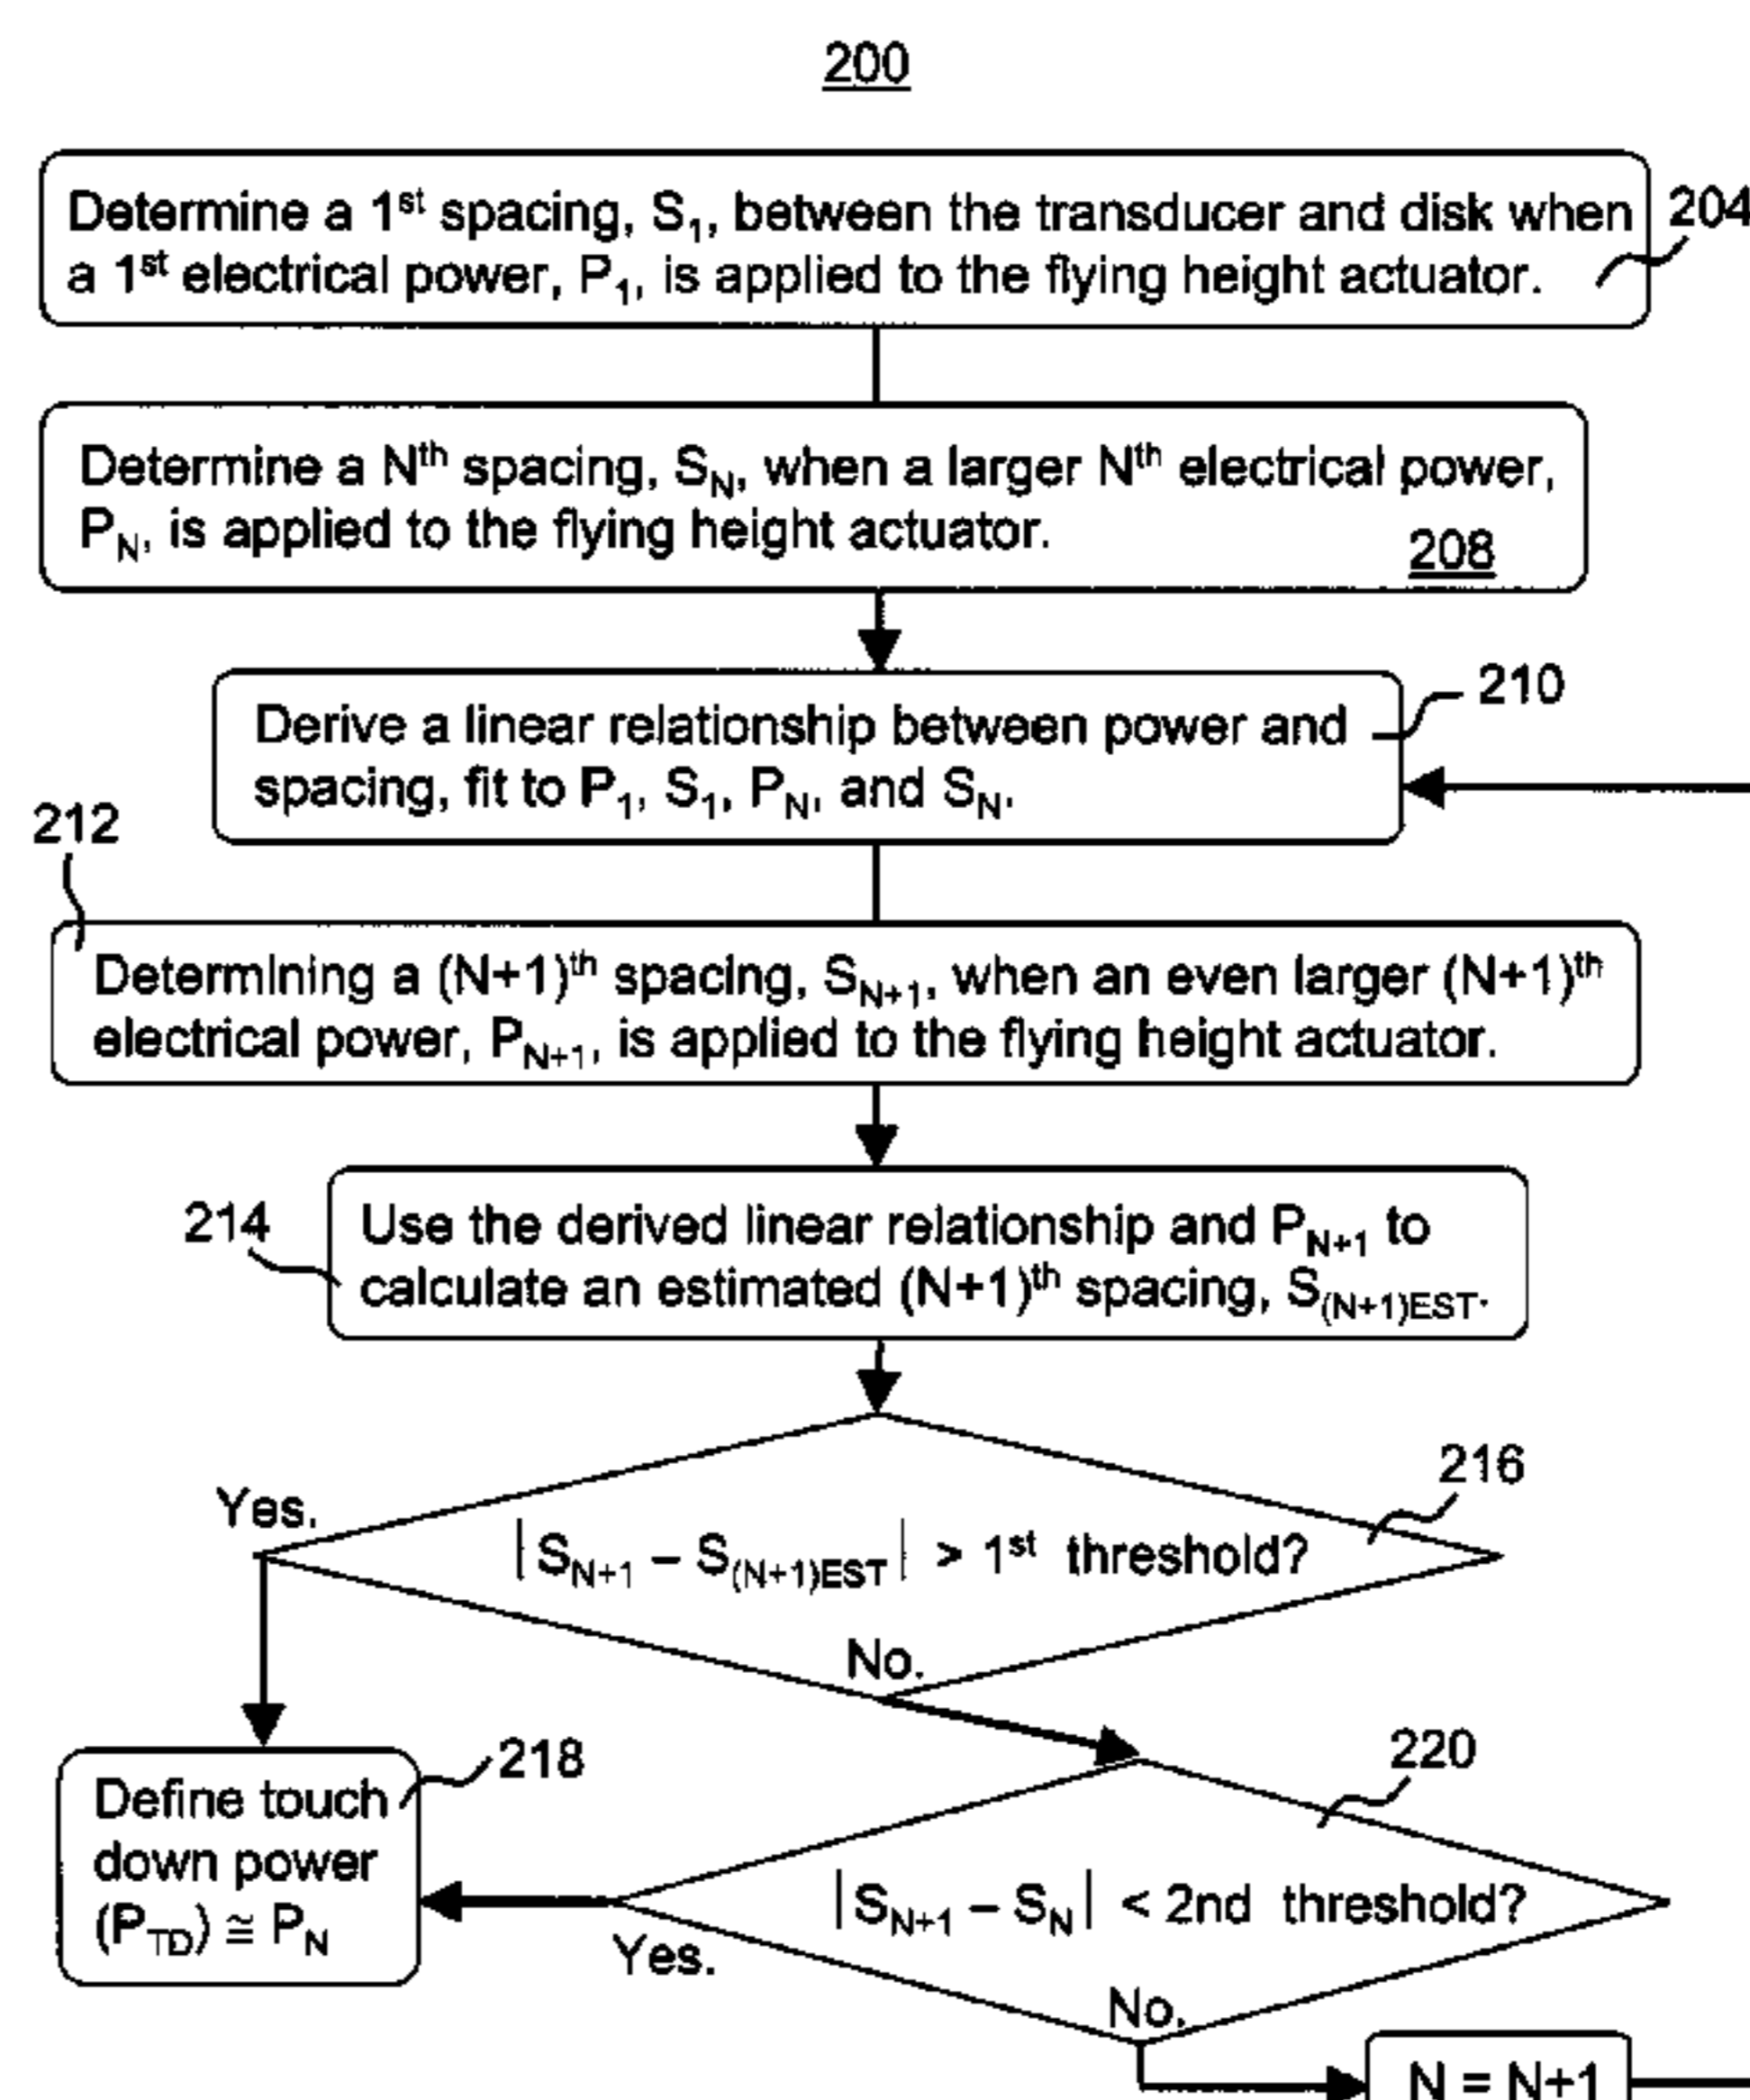 200
Determine a 1st spacing, S1, between the transducer and disk when
a 1st electrical power, P1, is applied to the flying height actuator.
204
Determine a Nth spacing, SN, when a larger Nth electrical power,
PN, is applied to the flying height actuator.
208
210
Derive a linear relationship between power and
spacing, fit to P1, S1, PN, and SN.
212
Determining a (N+1)th spacing, SN+1, when an even larger (N+1)th
electrical power, PN+1, is applied to the flying height actuator.
214
Use the derived linear relationship and PN+1 to
calculate an estimated (N+1)th spacing, S(N+1)EST.
216
Yes.
|SN+1 – S(N+1)EST| > 1st threshold?
No.
218
Define touch
down power
(PTD) ≅ PN
220
|SN+1 – SN| < 2nd threshold?
Yes.
No.
N = N+1